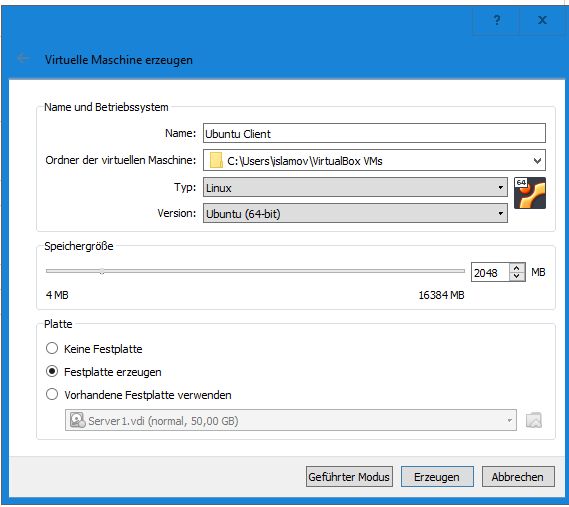 ? X
Virtuelle Maschine erzeugen
Name und Betriebssystem
Name: Ubuntu Client
Ordner der virtuellen Maschine: C:\Users\islamov\VirtualBox VMs
Typ: Linux
64
Version: Ubuntu (64-bit)
Speichergröße
2048 MB
4 MB 16384 MB
Platte
Keine Festplatte
Festplatte erzeugen
Vorhandene Festplatte verwenden
Server1.vdi (normal, 50,00 GB)
Geführter Modus Erzeugen Abbrechen